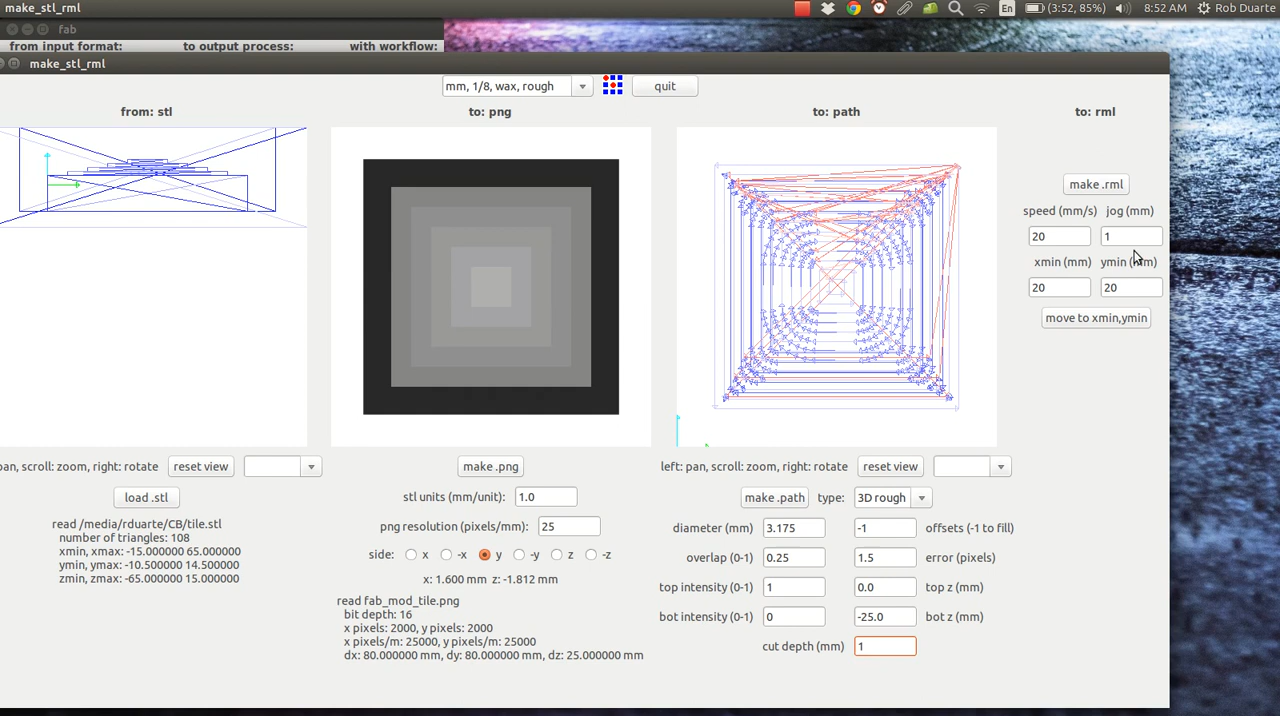 make_stl_rml
En
(3:52, 85%)
8:52 AM
Rob Duarte
fab
from input format:
to output process:
with workflow:
make_stl_rml
mm, 1/8, wax, rough
quit
from: stl
to: png
to: path
to: rml
make .rml
speed (mm/s)
jog (mm)
20
1
xmin (mm)
20
20
move to xmin,ymin
pan, scroll: zoom, right: rotate
reset view
make .png
left: pan, scroll: zoom, right: rotate
reset view
load .stl
stl units (mm/unit):
1.0
make .path
type:
3D rough
read /media/rduarte/CB/tile.stl
number of triangles: 108
xmin, xmax: -15.000000 65.000000
ymin, ymax: -10.500000 14.500000
zmin, zmax: -65.000000 15.000000
png resolution (pixels/mm):
25
side:
x
-x
y
-y
z
-z
x: 1.600 mm z: -1.812 mm
read fab_mod_tile.png
bit depth: 16
x pixels: 2000, y pixels: 2000
x pixels/m: 25000, y pixels/m: 25000
dx: 80.000000 mm, dy: 80.000000 mm, dz: 25.000000 mm
diameter (mm)
3.175
-1
offsets (-1 to fill)
overlap (0-1)
0.25
1.5
error (pixels)
top intensity (0-1)
1
0.0
top z (mm)
bot intensity (0-1)
0
-25.0
bot z (mm)
cut depth (mm)
1